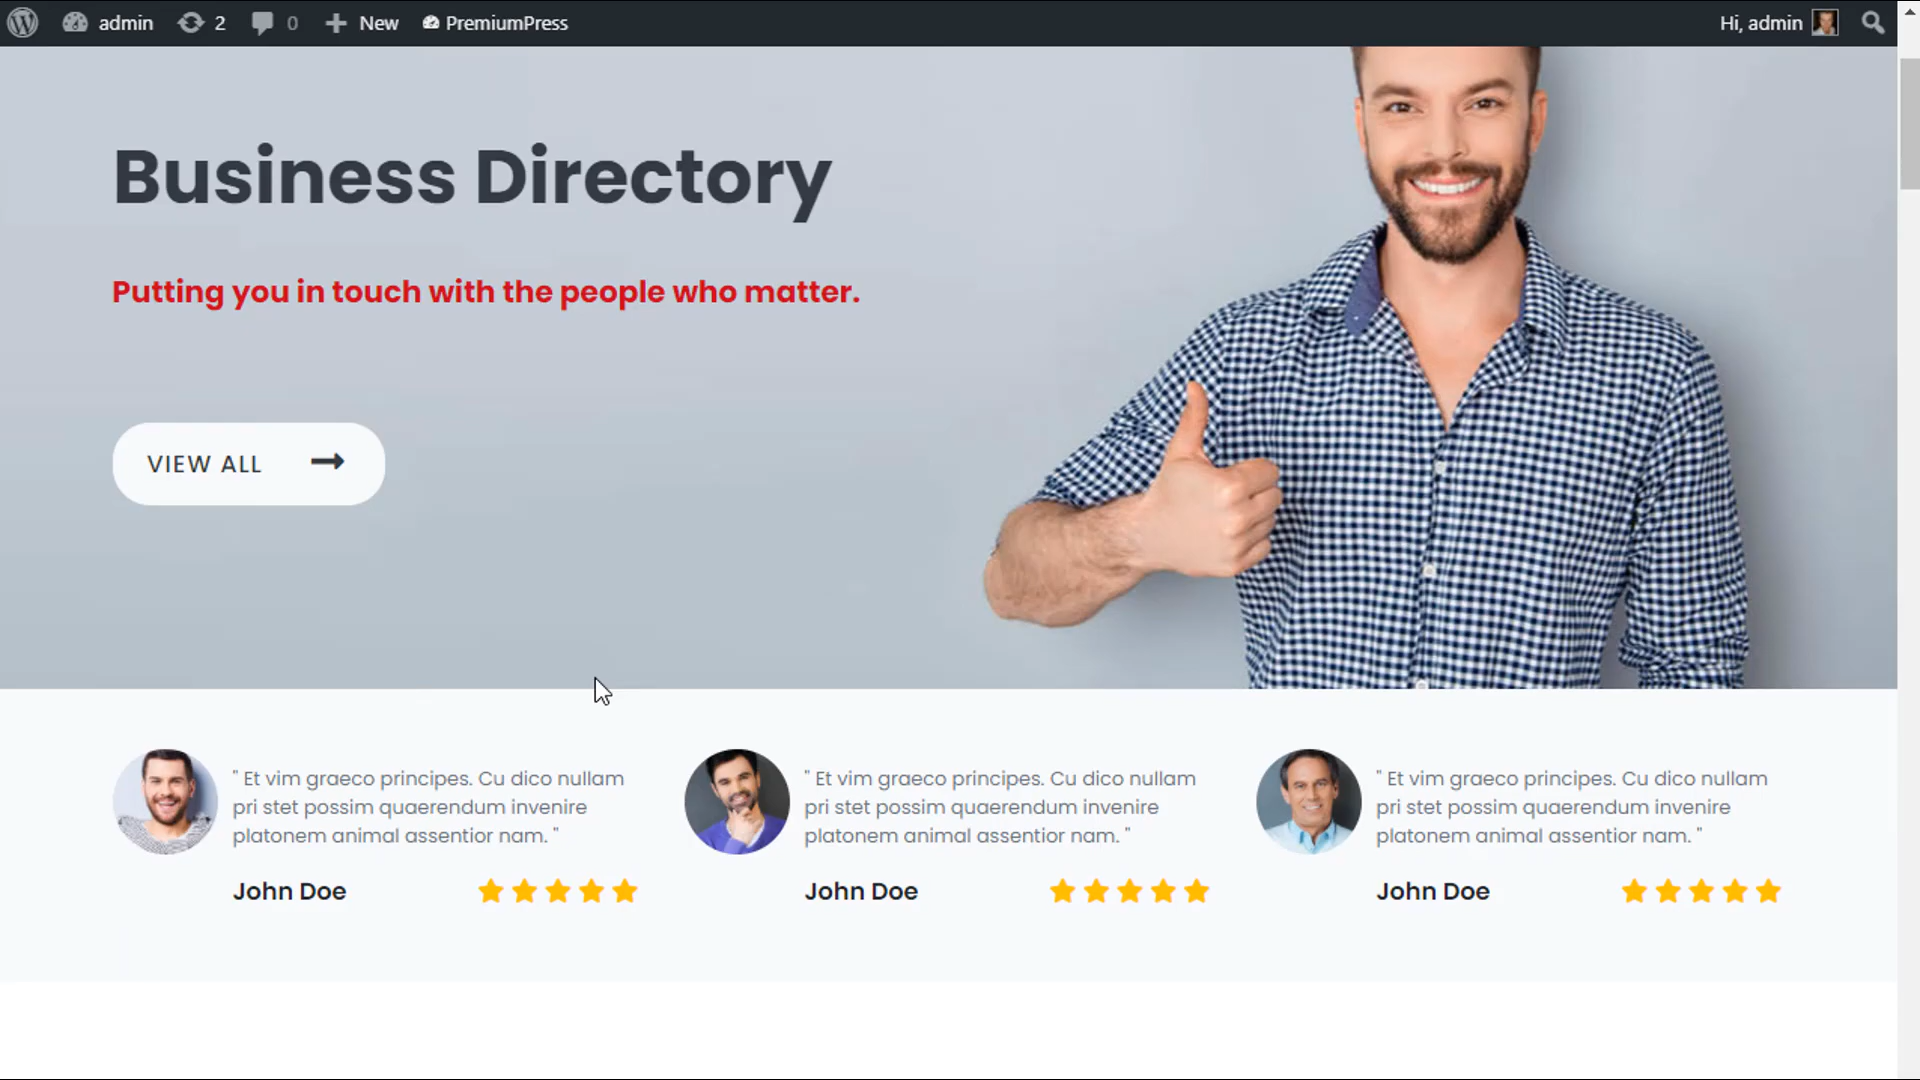 admin 2 0 New PremiumPress Hi, admin
Business Directory
Putting you in touch with the people who matter.
VIEW ALL
" Et vim graeco principes. Cu dico nullam
pri stet possim quaerendum invenire
platonem animal assentior nam. "
John Doe
" Et vim graeco principes. Cu dico nullam
pri stet possim quaerendum invenire
platonem animal assentior nam. "
John Doe
" Et vim graeco principes. Cu dico nullam
pri stet possim quaerendum invenire
platonem animal assentior nam. "
John Doe